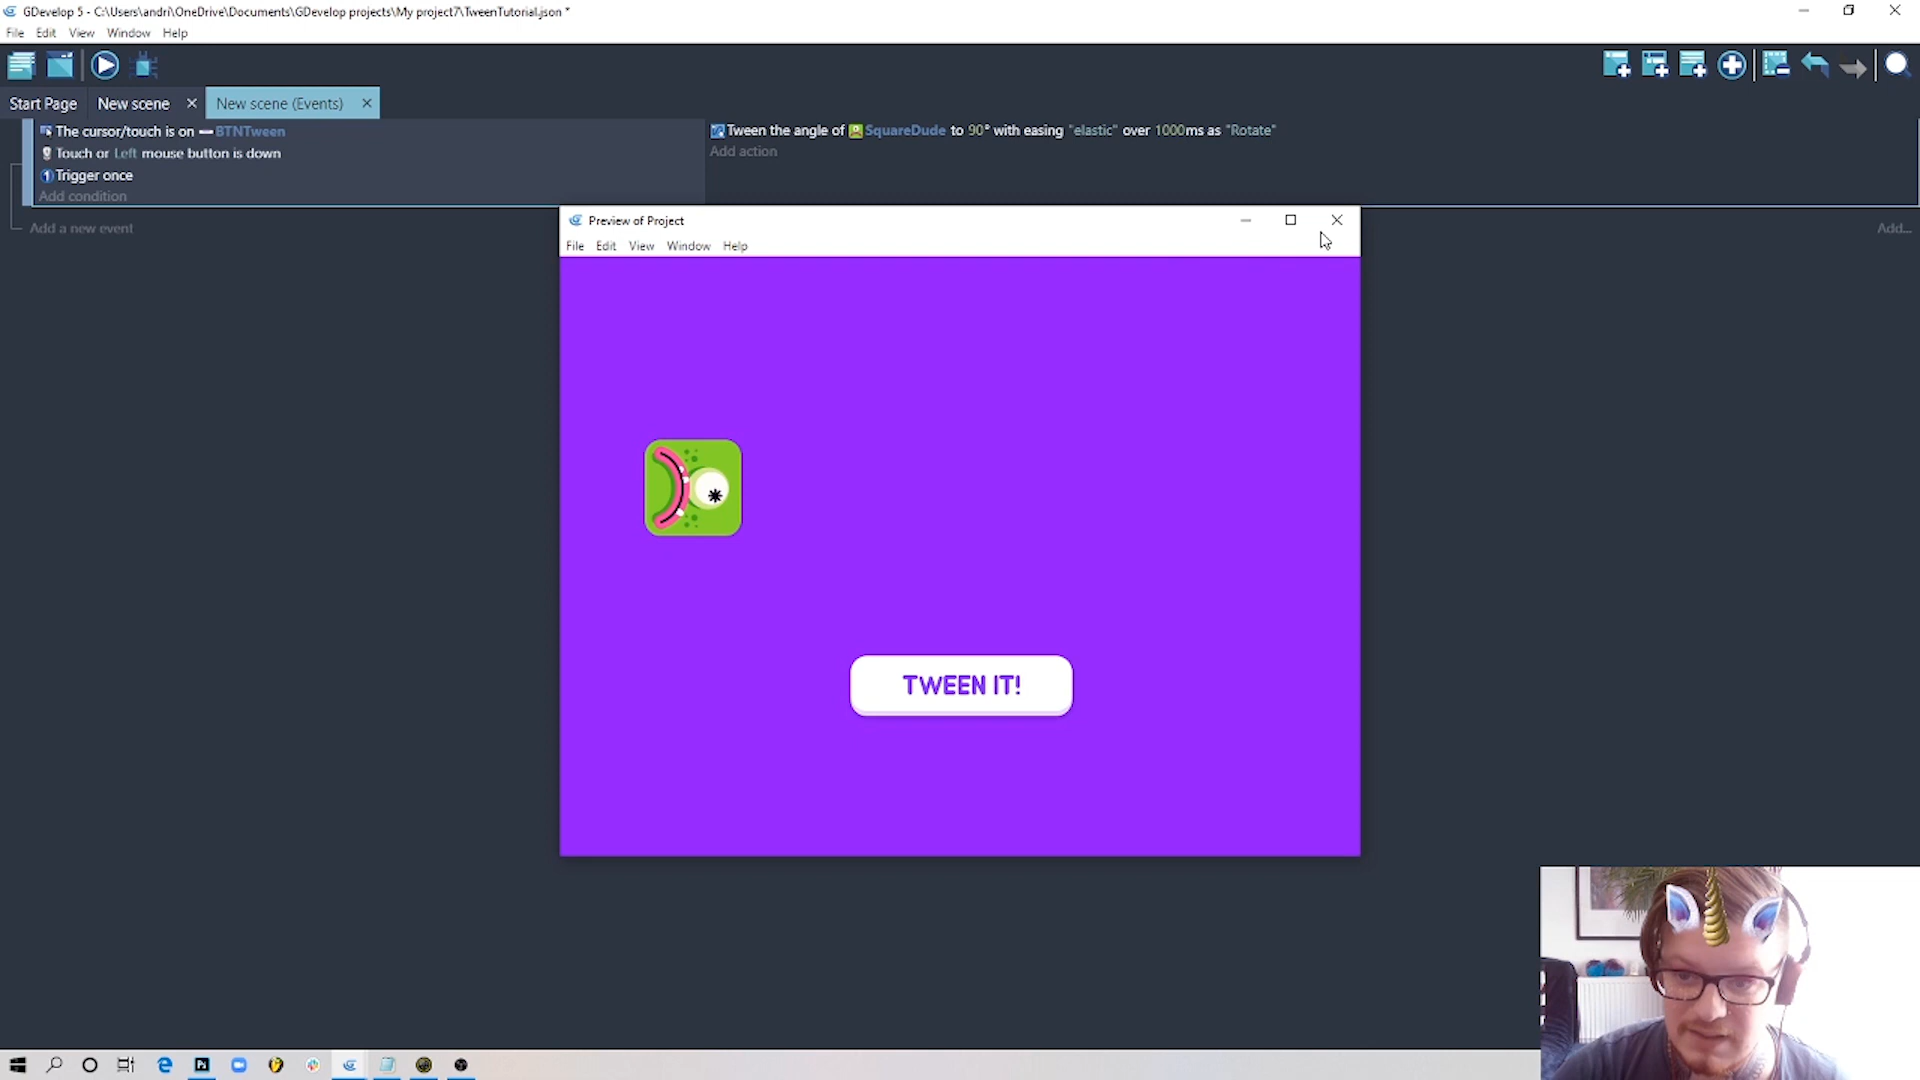 GDevelop 5 - C:\Users\andri\OneDrive\Documents\GDevelop projects\My project7\TweenTutorial.json *
File Edit View Window Help
Start Page New scene × New scene (Events) ×
The cursor/touch is on BTNTween
Touch or Left mouse button is down
Trigger once
Add condition
Tween the angle of SquareDude to 90° with easing "elastic" over 1000ms as "Rotate"
Add action
Add a new event
Add...
Preview of Project
File Edit View Window Help
TWEEN IT!